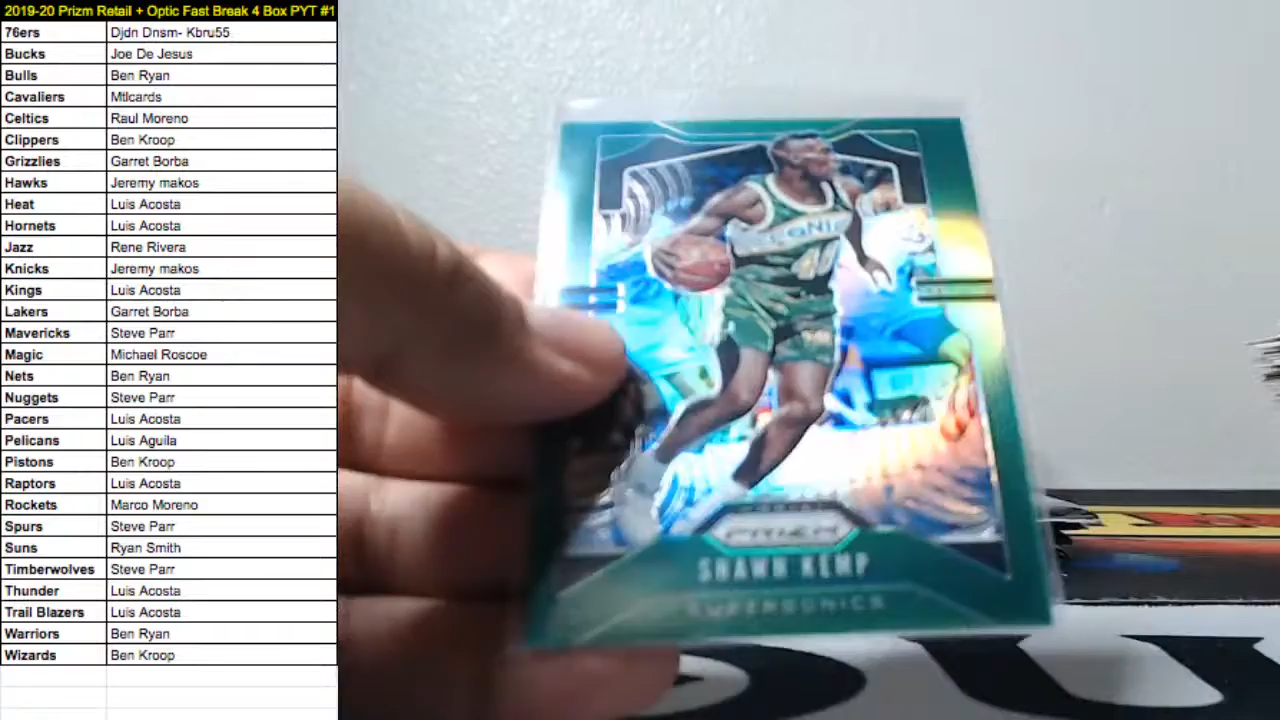 2019-20 Prizm Retail + Optic Fast Break 4 Box PYT #1
76ers Djdn Dnsm- Kbru55
Bucks Joe De Jesus
Bulls Ben Ryan
Cavaliers Mtlcards
Celtics Raul Moreno
Clippers Ben Kroop
Grizzlies Garret Borba
Hawks Jeremy makos
Heat Luis Acosta
Hornets Luis Acosta
Jazz Rene Rivera
Knicks Jeremy makos
Kings Luis Acosta
Lakers Garret Borba
Mavericks Steve Parr
Magic Michael Roscoe
Nets Ben Ryan
Nuggets Steve Parr
Pacers Luis Acosta
Pelicans Luis Aguila
Pistons Ben Kroop
Raptors Luis Acosta
Rockets Marco Moreno
Spurs Steve Parr
Suns Ryan Smith
Timberwolves Steve Parr
Thunder Luis Acosta
Trail Blazers Luis Acosta
Warriors Ben Ryan
Wizards Ben Kroop
40
PRIZM
SHAWN KEMP
SUPERSONICS